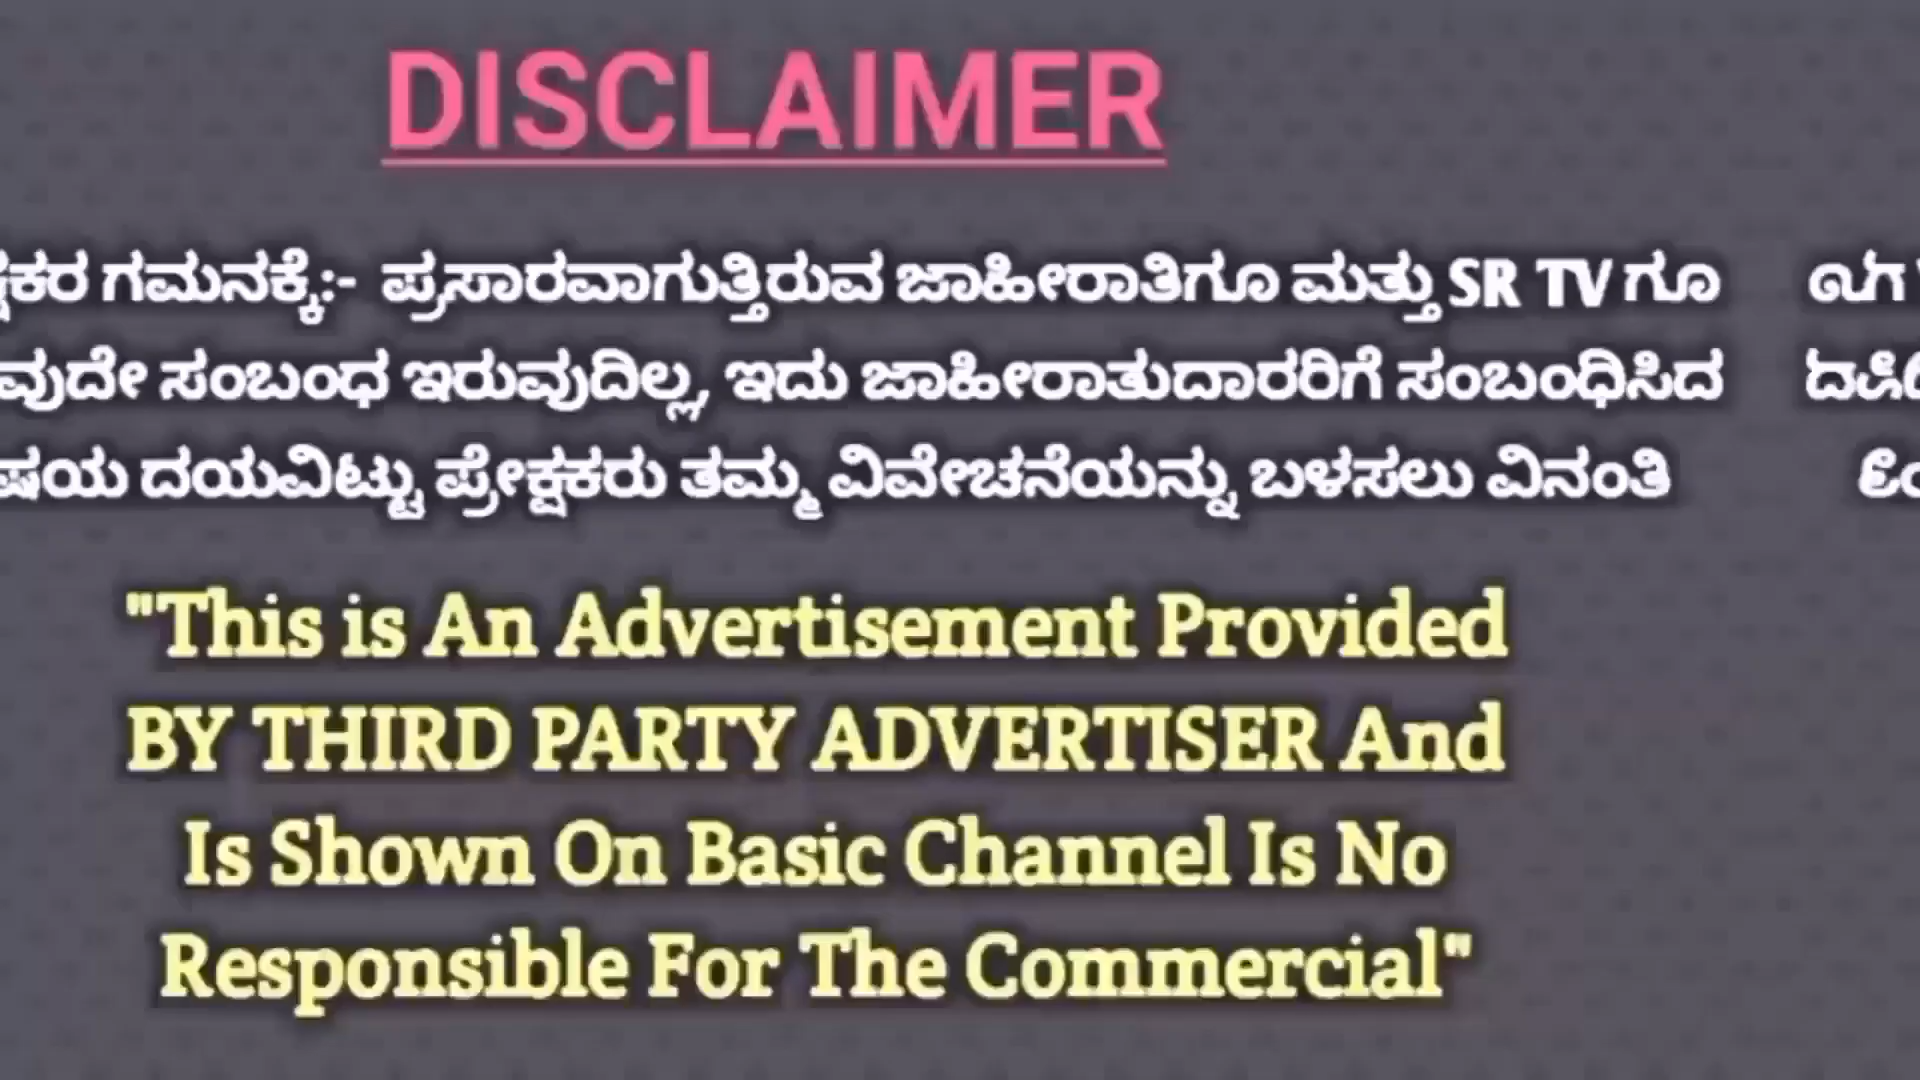 DISCLAIMER
ಗಮನಕ್ಕೆ:- ಪ್ರಸಾರವಾಗುತ್ತಿರುವ ಜಾಹೀರಾತಿಗೂ ಮತ್ತು SR TV ಗೂ
ಸಂಬಂಧ ಇರುವುದಿಲ್ಲ, ಇದು ಜಾಹೀರಾತುದಾರರಿಗೆ ಸಂಬಂಧಿಸಿದ
ದಯವಿಟ್ಟು ಪ್ರೇಕ್ಷಕರು ತಮ್ಮ ವಿವೇಚನೆಯನ್ನು ಬಳಸಲು ವಿನಂತಿ
"This is An Advertisement Provided
BY THIRD PARTY ADVERTISER And
Is Shown On Basic Channel Is No
Responsible For The Commercial"